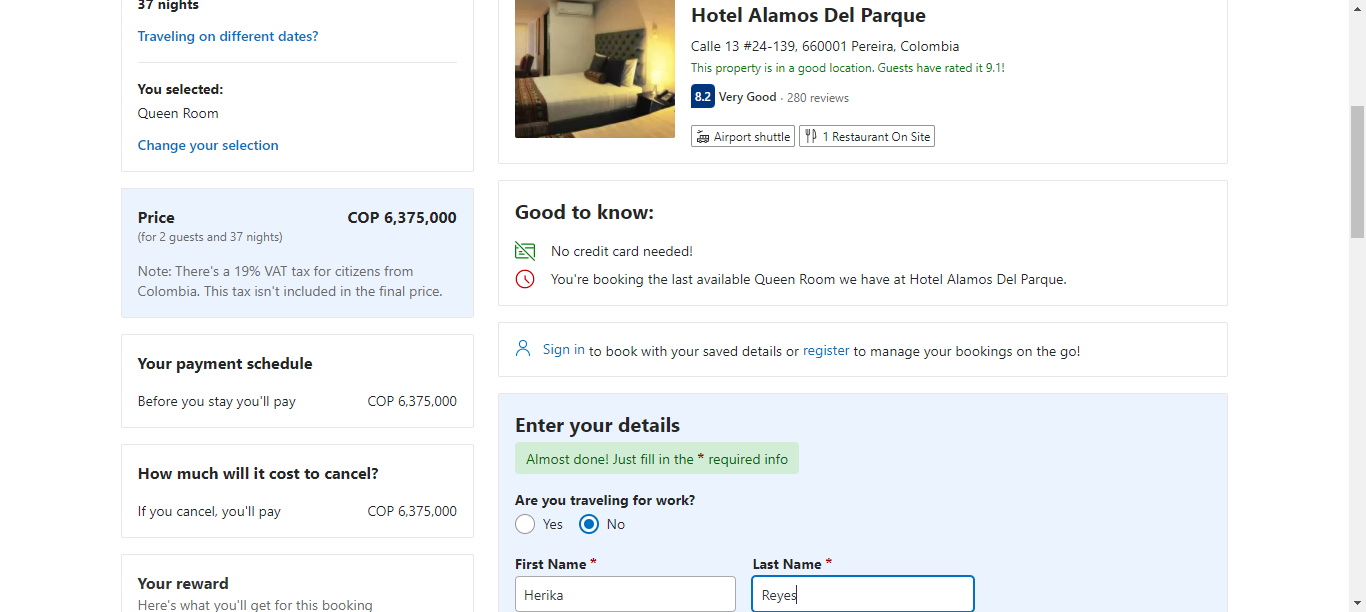 37 nights
Traveling on different dates?
You selected:
Queen Room
Change your selection
Price COP 6,375,000
(for 2 guests and 37 nights)
Note: There's a 19% VAT tax for citizens from
Colombia. This tax isn't included in the final price.
Your payment schedule
Before you stay you'll pay COP 6,375,000
How much will it cost to cancel?
If you cancel, you'll pay COP 6,375,000
Your reward
Here's what you'll get for this booking
Hotel Alamos Del Parque
Calle 13 #24-139, 660001 Pereira, Colombia
This property is in a good location. Guests have rated it 9.1!
8.2 Very Good · 280 reviews
Airport shuttle 1 Restaurant On Site
Good to know:
No credit card needed!
You're booking the last available Queen Room we have at Hotel Alamos Del Parque.
Sign in to book with your saved details or register to manage your bookings on the go!
Enter your details
Almost done! Just fill in the * required info
Are you traveling for work?
Yes No
First Name * Last Name *
Herika Reyes